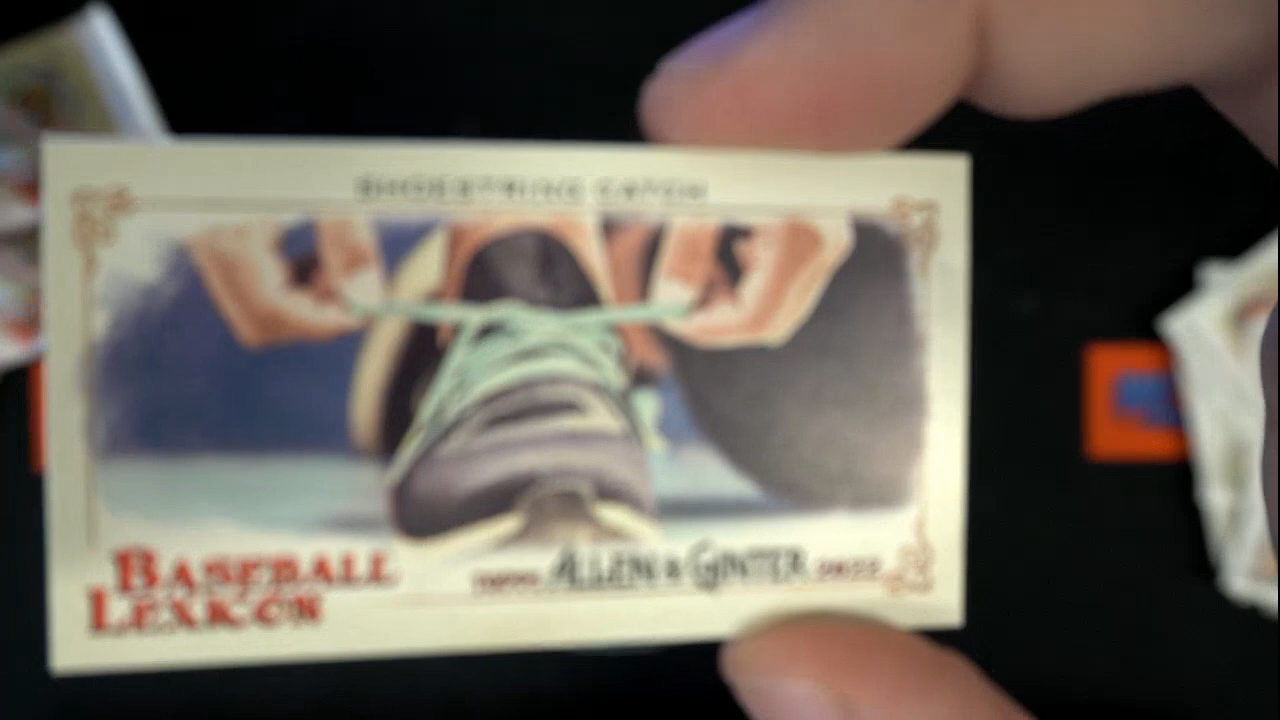 SHOESTRING CATCH
BASEBALL
LEXICON
TOPPS ALLEN & GINTER 2022